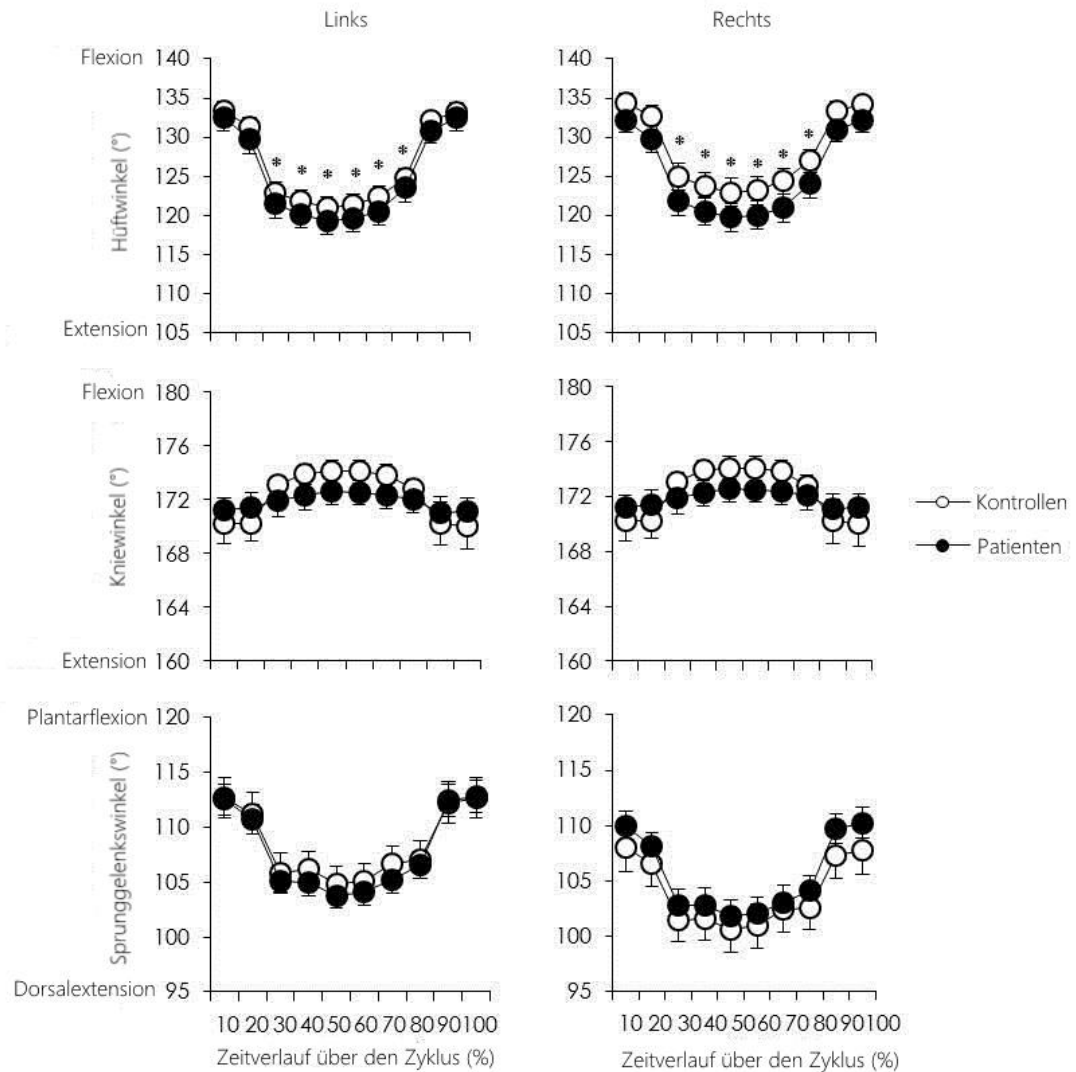 Links
Rechts
Flexion
Hüftwinkel (°)
140
135
130
125
120
115
110
105
Extension
* * * * * *
140
135
130
125
120
115
110
105
* * * * * *
Flexion
Kniewinkel (°)
180
176
172
168
164
160
Extension
180
176
172
168
164
160
Kontrollen
Patienten
Plantarflexion
Sprunggelenkswinkel (°)
120
115
110
105
100
95
Dorsalextension
10 20 30 40 50 60 70 80 90 100
Zeitverlauf über den Zyklus (%)
120
115
110
105
100
95
10 20 30 40 50 60 70 80 90 100
Zeitverlauf über den Zyklus (%)